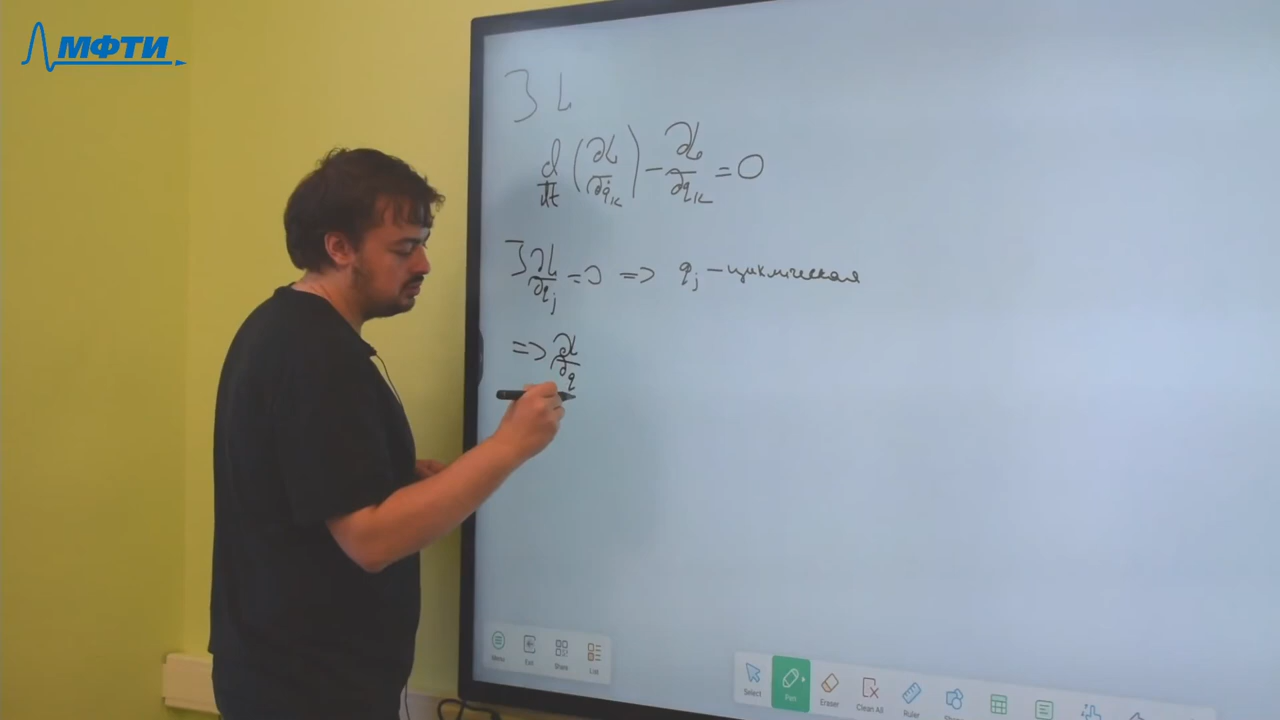 МФТИ
∃ L
d/dt (∂L/∂q̇ₖ) − ∂L/∂qₖ = 0
∃ ∂L/∂qⱼ = 0 => qⱼ – циклическая
=> ∂L/∂q
Menu Exit Share List
Select Pen Eraser Clean All Ruler